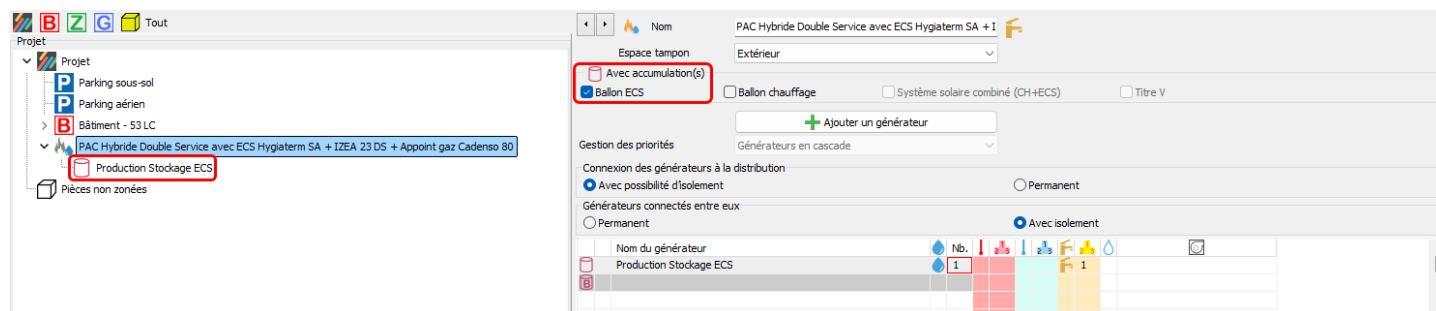 B Z G Tout
Projet
Projet
P Parking sous-sol
P Parking aérien
B Bâtiment - 53 LC
PAC Hybride Double Service avec ECS Hygiaterm SA + IZEA 23 DS + Appoint gaz Cadenso 80
Production Stockage ECS
Pièces non zonées
Nom PAC Hybride Double Service avec ECS Hygiaterm SA + I
Espace tampon Extérieur
Avec accumulation(s)
Ballon ECS Ballon chauffage Système solaire combiné (CH+ECS) Titre V
Ajouter un générateur
Gestion des priorités Générateurs en cascade
Connexion des générateurs à la distribution
Avec possibilité d'isolement Permanent
Générateurs connectés entre eux
Permanent Avec isolement
Nom du générateur Nb.
Production Stockage ECS 1 1
B